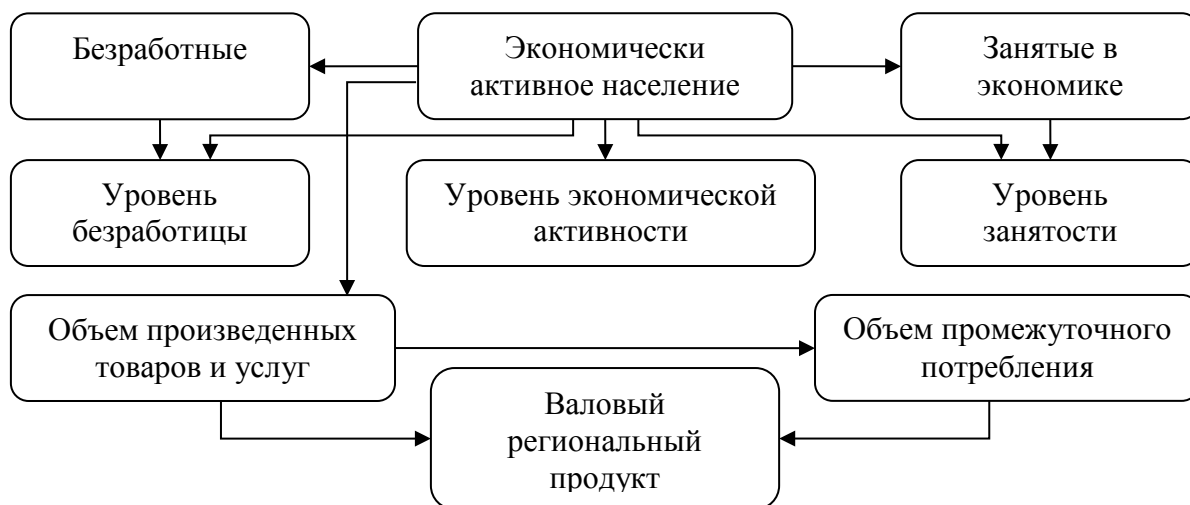 Безработные
Экономически
активное население
Занятые в
экономике
Уровень
безработицы
Уровень экономической
активности
Уровень
занятости
Объем произведенных
товаров и услуг
Объем промежуточного
потребления
Валовый
региональный
продукт